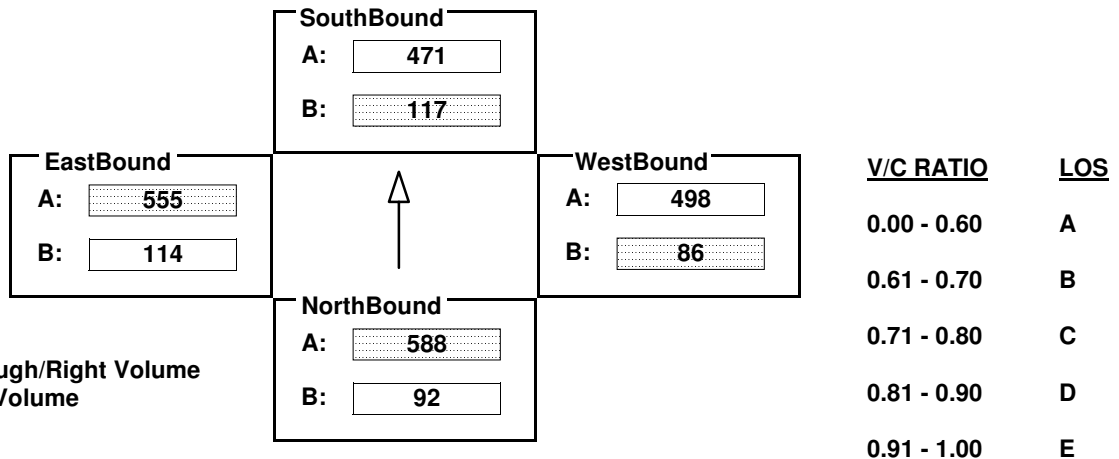 SouthBound
A: 471
B: 117
EastBound
A: 555
B: 114
WestBound
A: 498
B: 86
NorthBound
A: 588
B: 92
ugh/Right Volume
Volume
V/C RATIO LOS
0.00 - 0.60 A
0.61 - 0.70 B
0.71 - 0.80 C
0.81 - 0.90 D
0.91 - 1.00 E